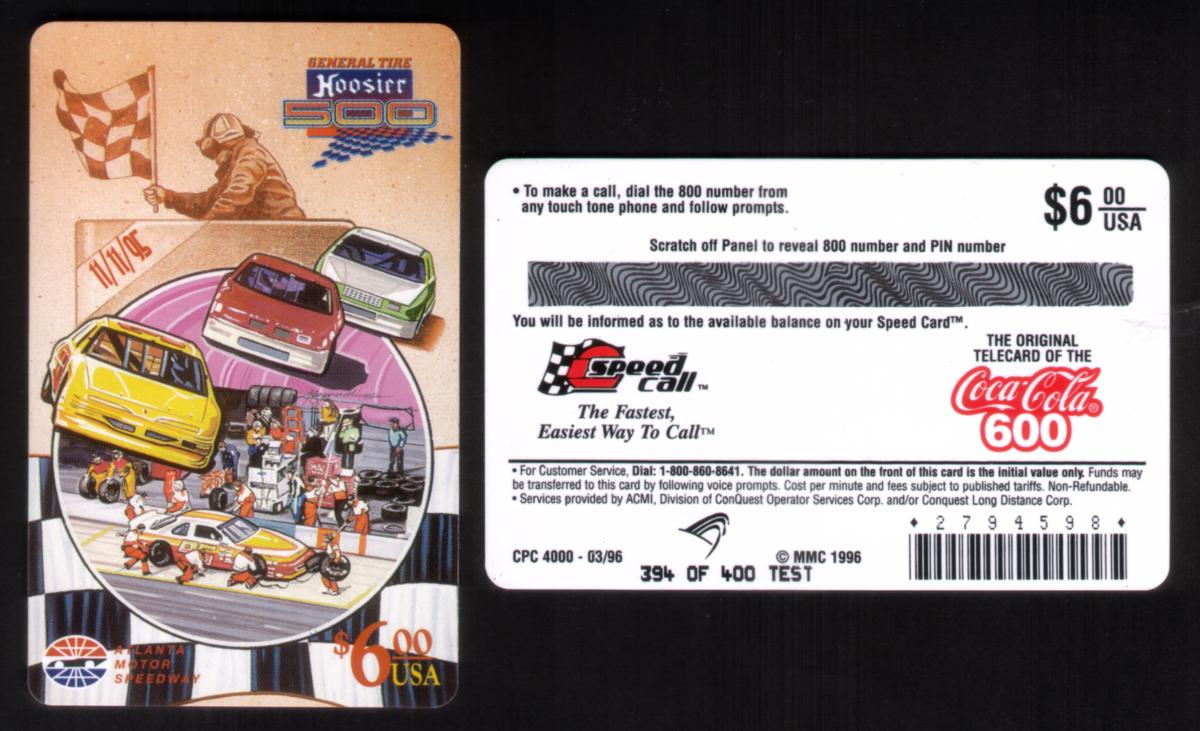 GENERAL TIRE
Hoosier
500
11/11/95
ATLANTA
MOTOR
SPEEDWAY
$6.00
USA
• To make a call, dial the 800 number from
any touch tone phone and follow prompts.
$6 00
USA
Scratch off Panel to reveal 800 number and PIN number
You will be informed as to the available balance on your Speed Card™.
speed
call™
The Fastest,
Easiest Way To Call™
THE ORIGINAL
TELECARD OF THE
Coca-Cola®
600
• For Customer Service, Dial: 1-800-860-8641. The dollar amount on the front of this card is the initial value only. Funds may
be transferred to this card by following voice prompts. Cost per minute and fees subject to published tariffs. Non-Refundable.
• Services provided by ACMI, Division of ConQuest Operator Services Corp. and/or Conquest Long Distance Corp.
♦ 2794598 ♦
CPC 4000 - 03/96
© MMC 1996
394 OF 400 TEST